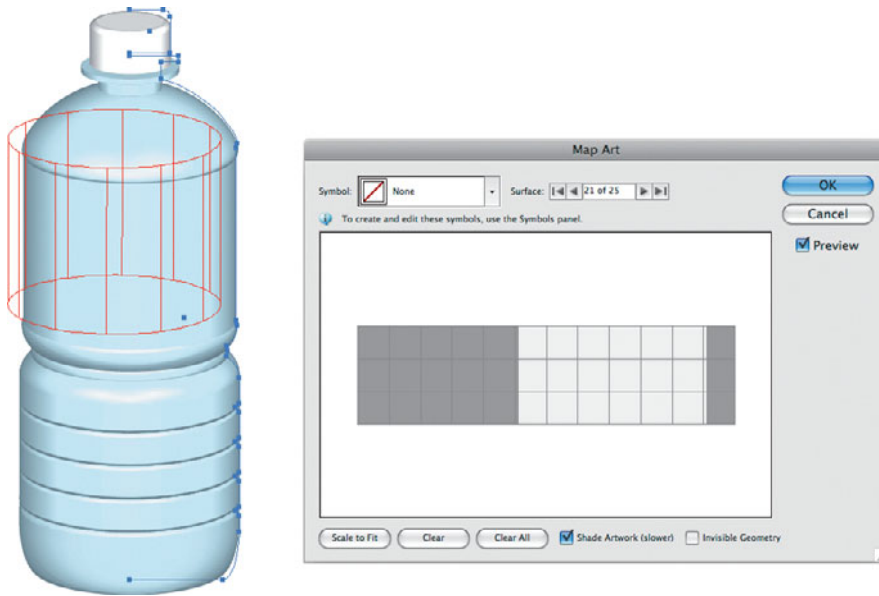 Map Art
Symbol: None Surface: 21 of 25
To create and edit these symbols, use the Symbols panel.
OK
Cancel
Preview
Scale to Fit Clear Clear All Shade Artwork (slower) Invisible Geometry